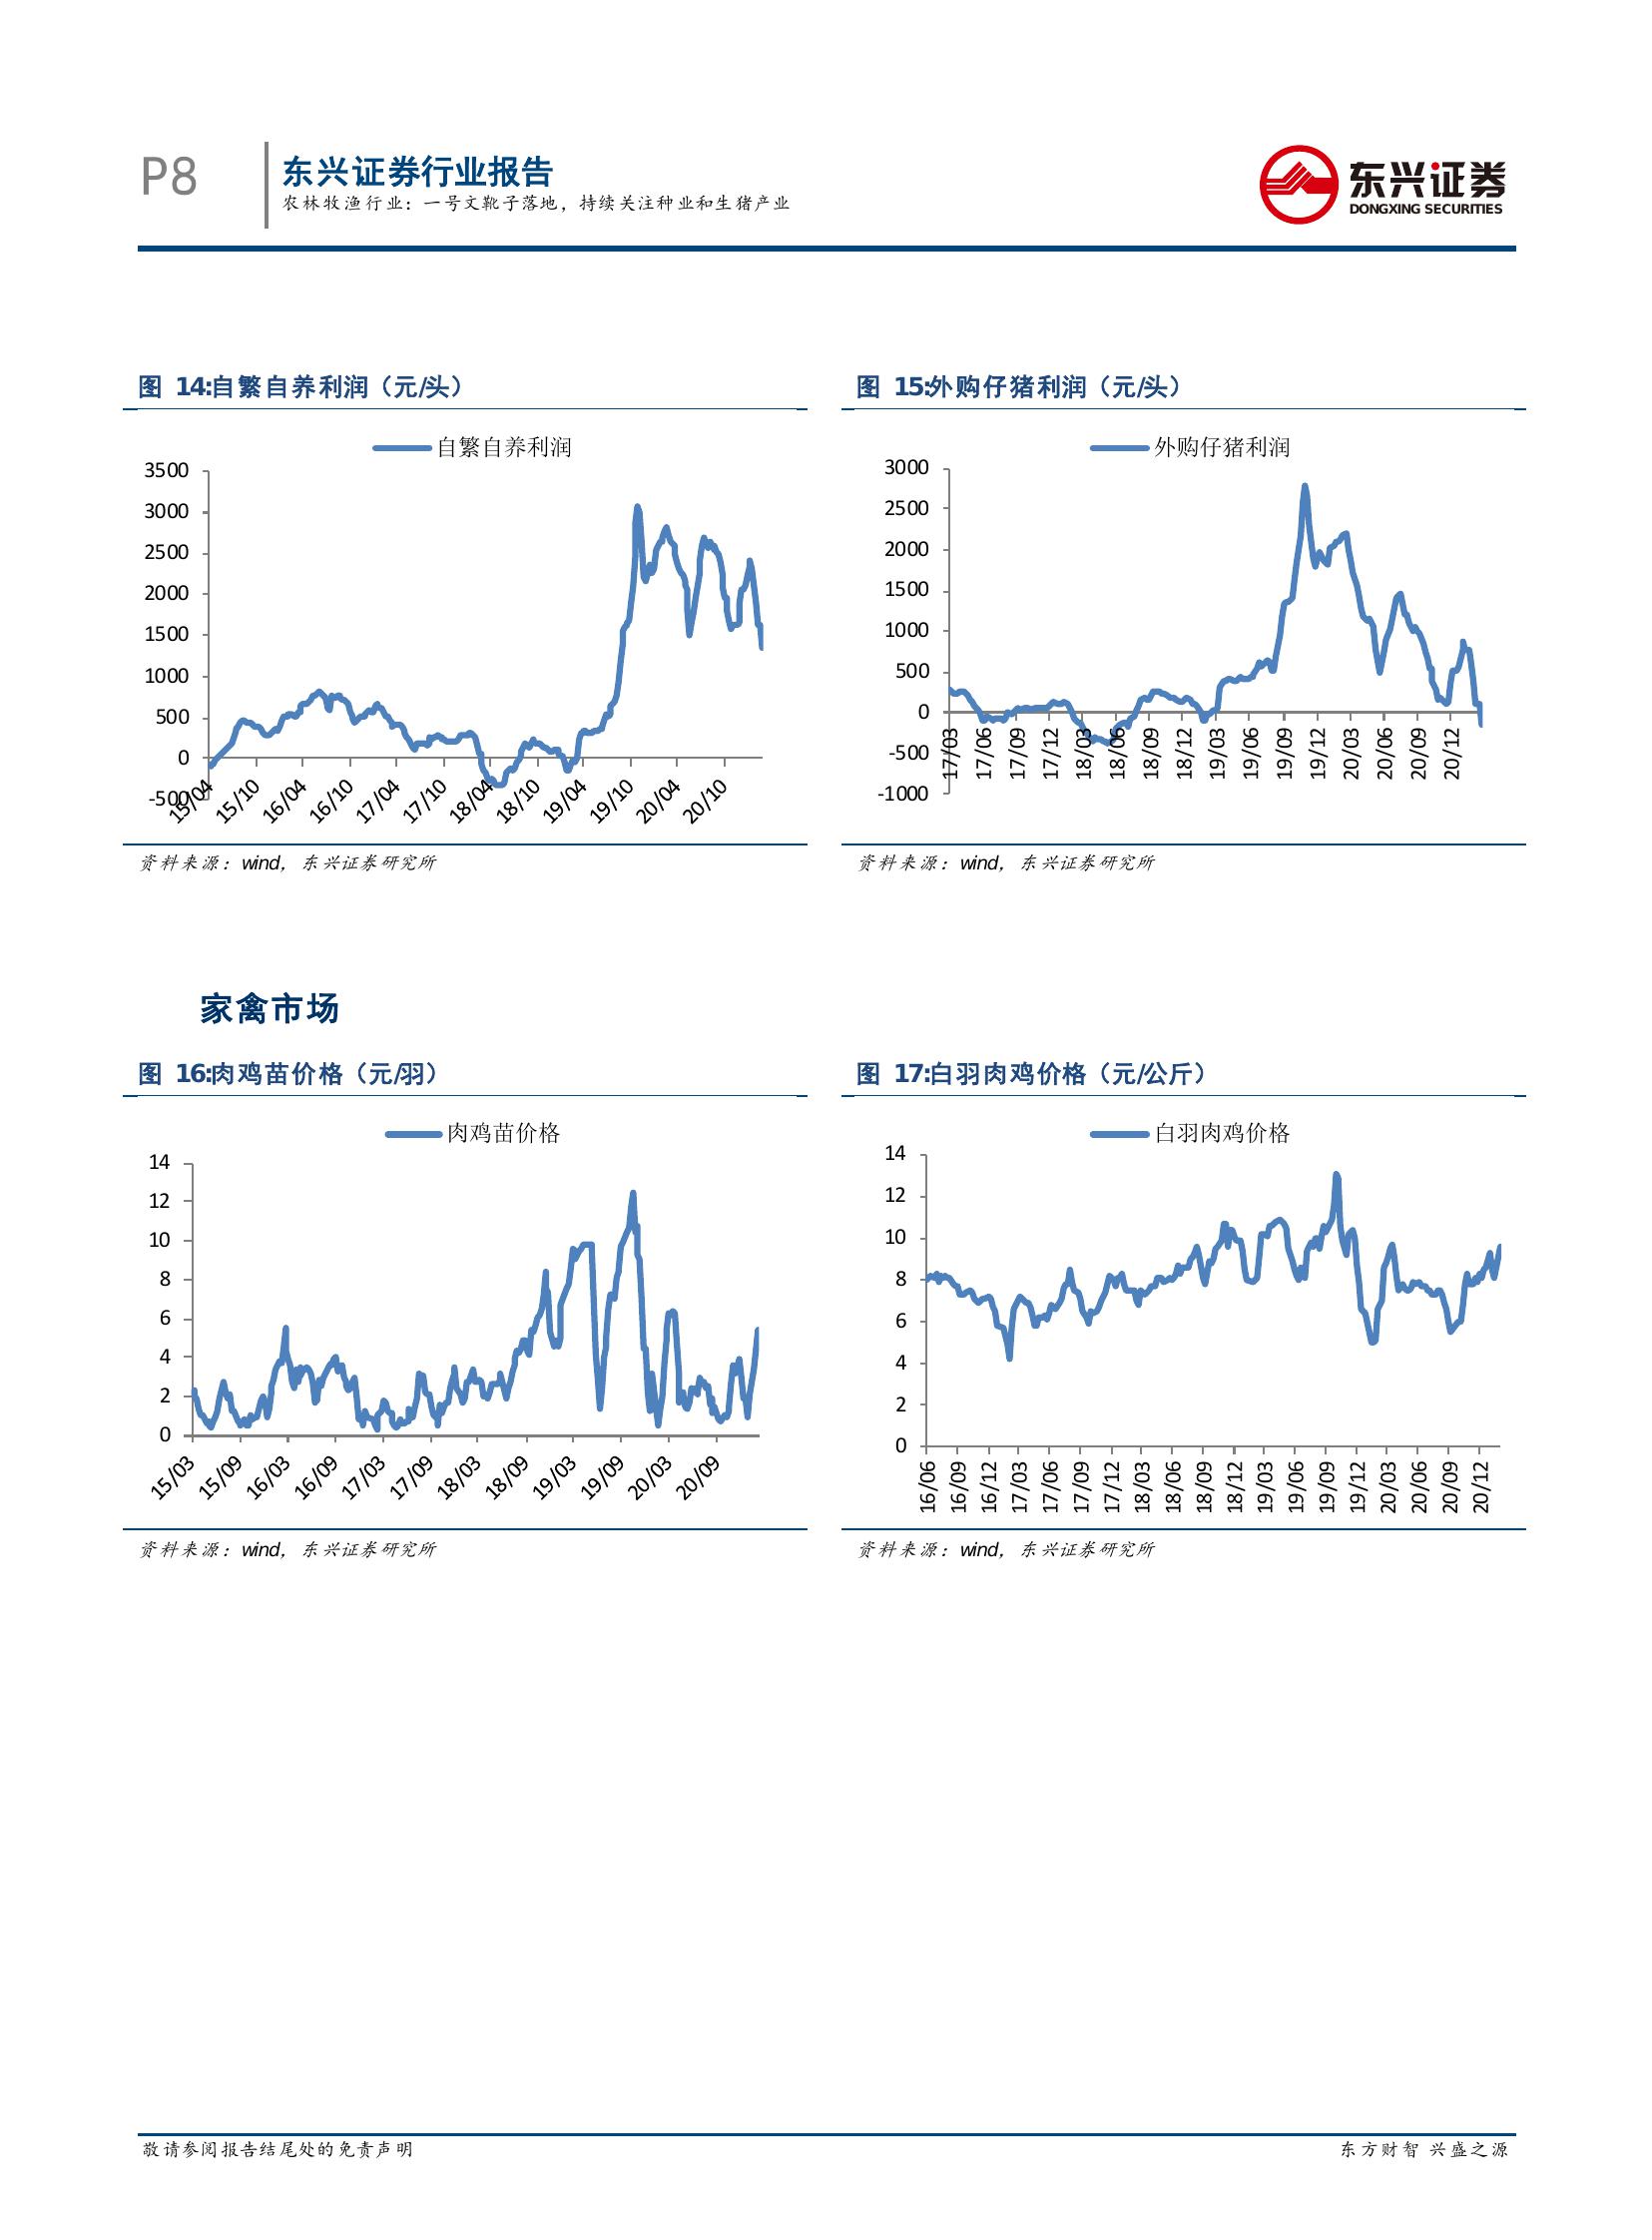 P8
东兴证券行业报告
农林牧渔行业：一号文靴子落地，持续关注种业和生猪产业
东兴证券
DONGXING SECURITIES
图 14:自繁自养利润（元/头）
自繁自养利润
3500
3000
2500
2000
1500
1000
500
0
-500
15/04 15/10 16/04 16/10 17/04 17/10 18/04 18/10 19/04 19/10 20/04 20/10
资料来源：wind，东兴证券研究所
图 15:外购仔猪利润（元/头）
外购仔猪利润
3000
2500
2000
1500
1000
500
0
-500
-1000
17/03 17/06 17/09 17/12 18/03 18/06 18/09 18/12 19/03 19/06 19/09 19/12 20/03 20/06 20/09 20/12
资料来源：wind，东兴证券研究所
家禽市场
图 16:肉鸡苗价格（元/羽）
肉鸡苗价格
14
12
10
8
6
4
2
0
15/03 15/09 16/03 16/09 17/03 17/09 18/03 18/09 19/03 19/09 20/03 20/09
资料来源：wind，东兴证券研究所
图 17:白羽肉鸡价格（元/公斤）
白羽肉鸡价格
14
12
10
8
6
4
2
0
16/06 16/09 16/12 17/03 17/06 17/09 17/12 18/03 18/06 18/09 18/12 19/03 19/06 19/09 19/12 20/03 20/06 20/09 20/12
资料来源：wind，东兴证券研究所
敬请参阅报告结尾处的免责声明
东方财智 兴盛之源